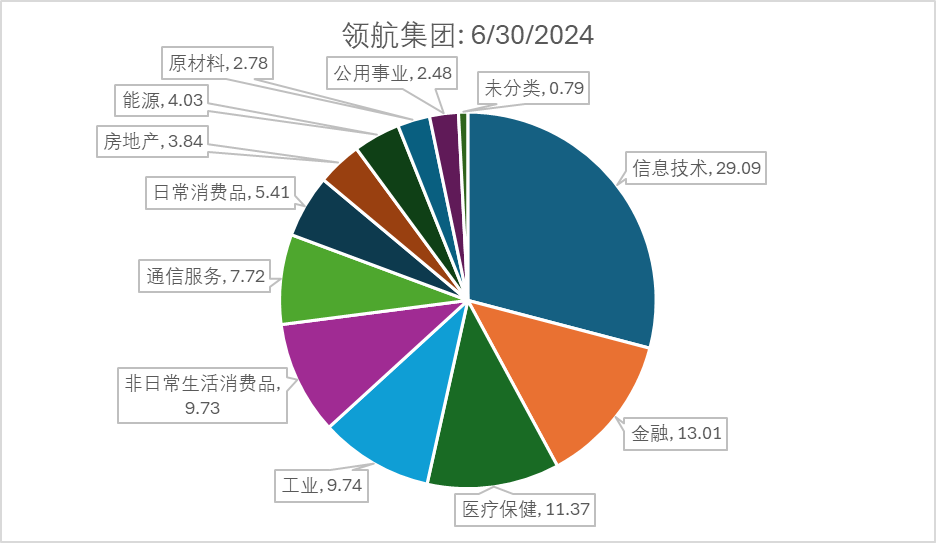 领航集团: 6/30/2024
原材料, 2.78
公用事业, 2.48
未分类, 0.79
能源, 4.03
房地产, 3.84
信息技术, 29.09
日常消费品, 5.41
通信服务, 7.72
非日常生活消费品,
9.73
金融, 13.01
工业, 9.74
医疗保健, 11.37